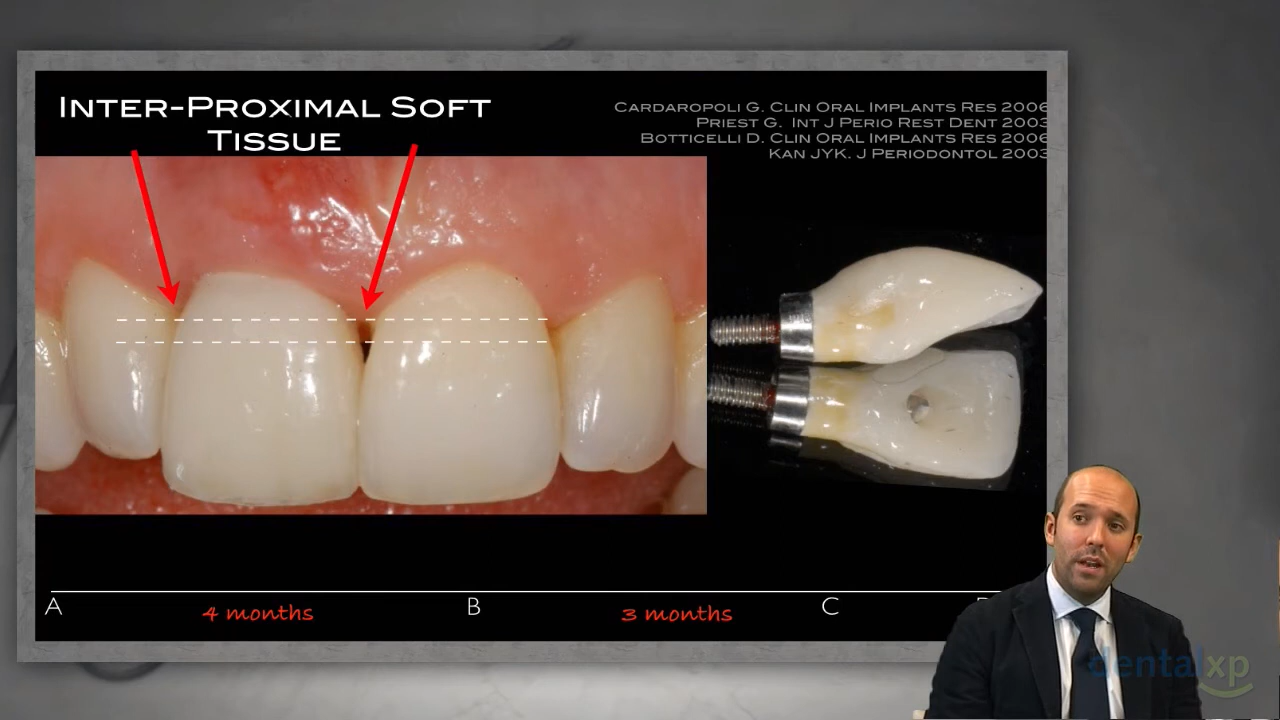 INTER-PROXIMAL SOFT
TISSUE
CARDAROPOLI G. CLIN ORAL IMPLANTS RES 2006
PRIEST G. INT J PERIO REST DENT 2003
BOTTICELLI D. CLIN ORAL IMPLANTS RES 2006
KAN JYK. J PERIODONTOL 2003
A
4 months
B
3 months
C
dentalxp